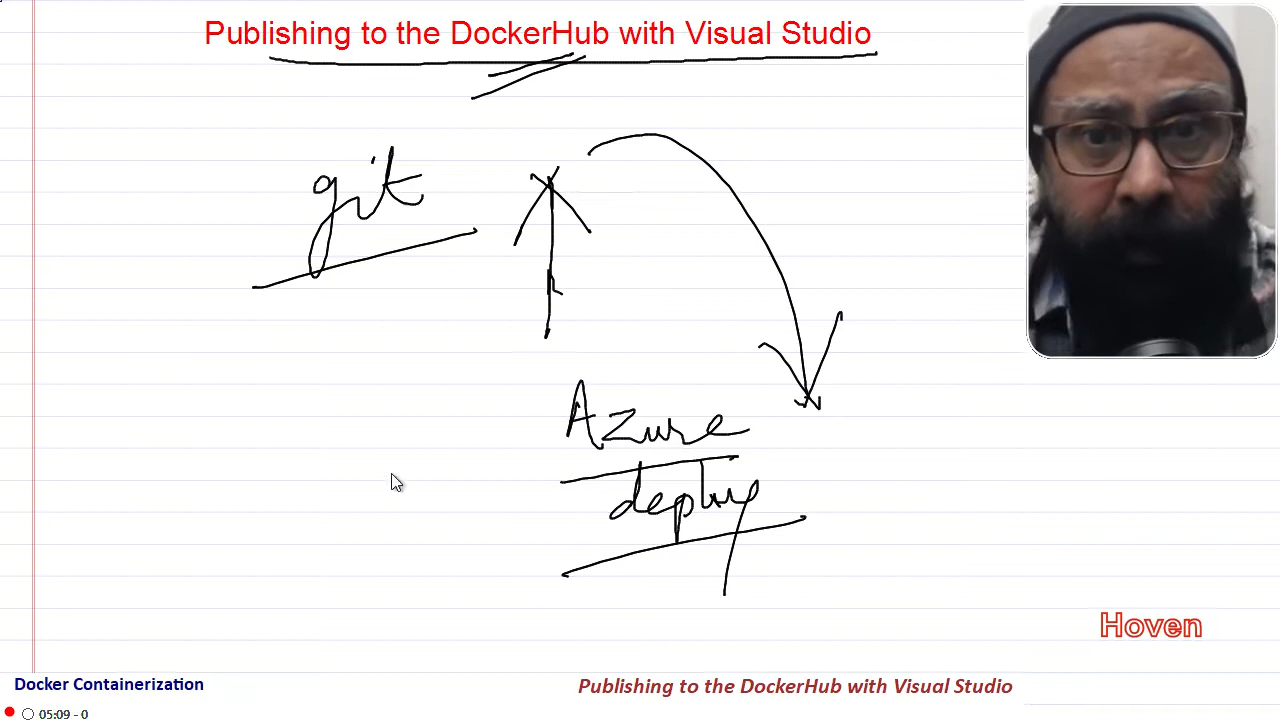 Publishing to the DockerHub with Visual Studio
git
Azure
deploy
Hoven
Docker Containerization
Publishing to the DockerHub with Visual Studio
05:09 - 0